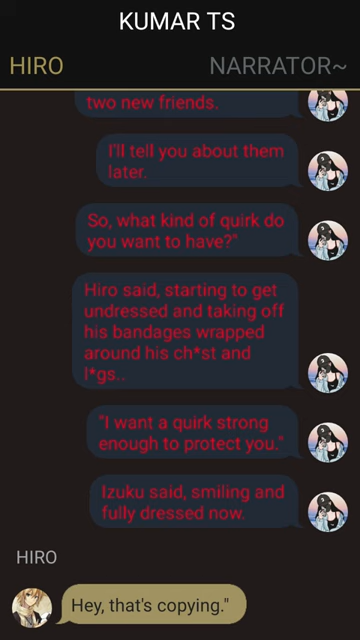 KUMAR TS
HIRO
NARRATOR~
two new friends.
I'll tell you about them
later.
So, what kind of quirk do
you want to have?"
Hiro said, starting to get
undressed and taking off
his bandages wrapped
around his ch*st and
l*gs..
"I want a quirk strong
enough to protect you."
Izuku said, smiling and
fully dressed now.
HIRO
Hey, that's copying."